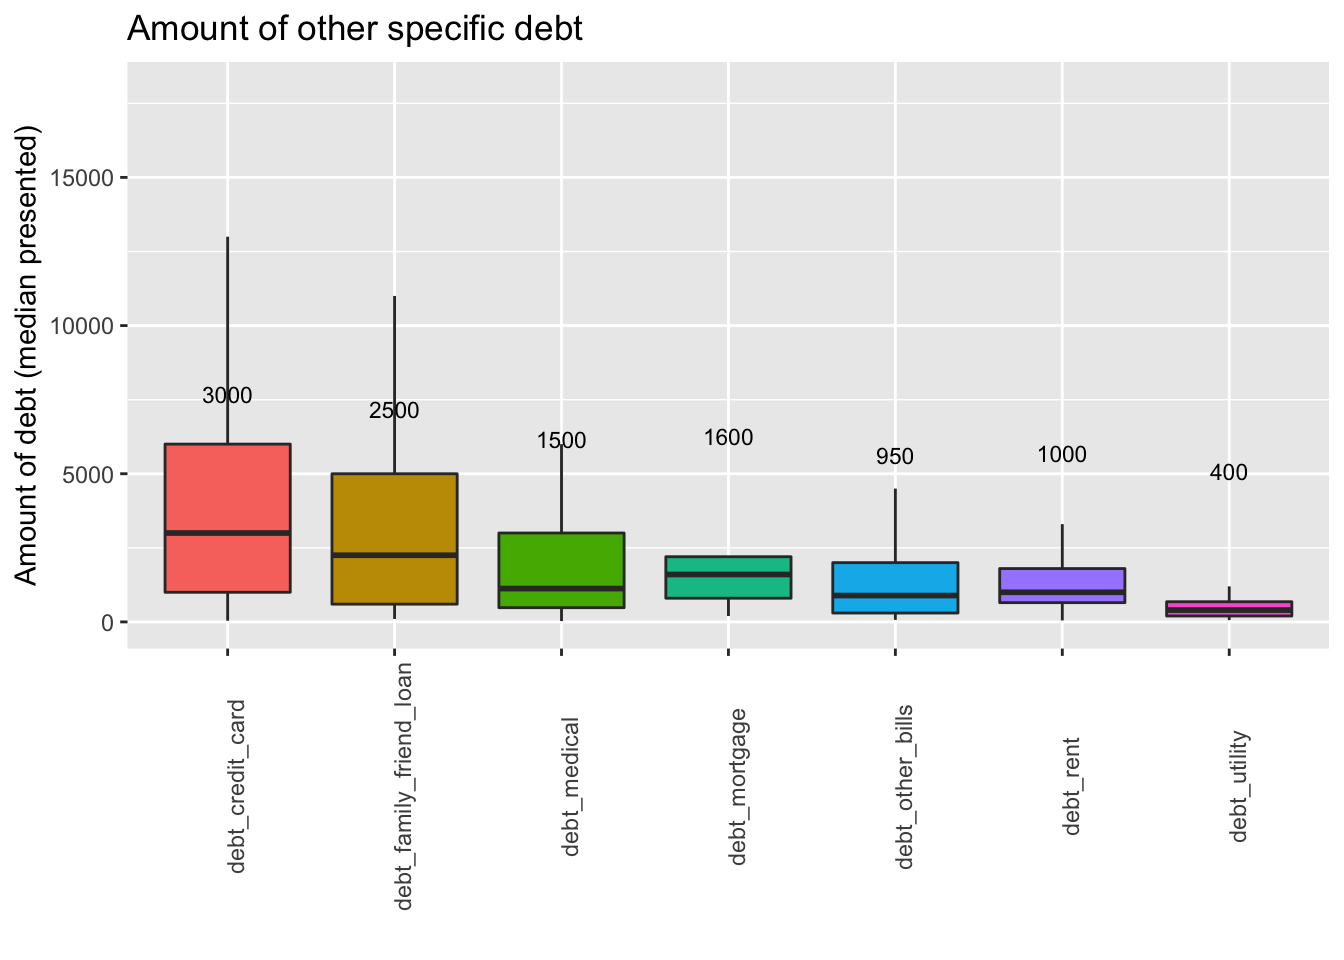 Amount of other specific debt
Amount of debt (median presented)
15000
10000
5000
0
3000
2500
1500
1600
950
1000
400
debt_credit_card
debt_family_friend_loan
debt_medical
debt_mortgage
debt_other_bills
debt_rent
debt_utility